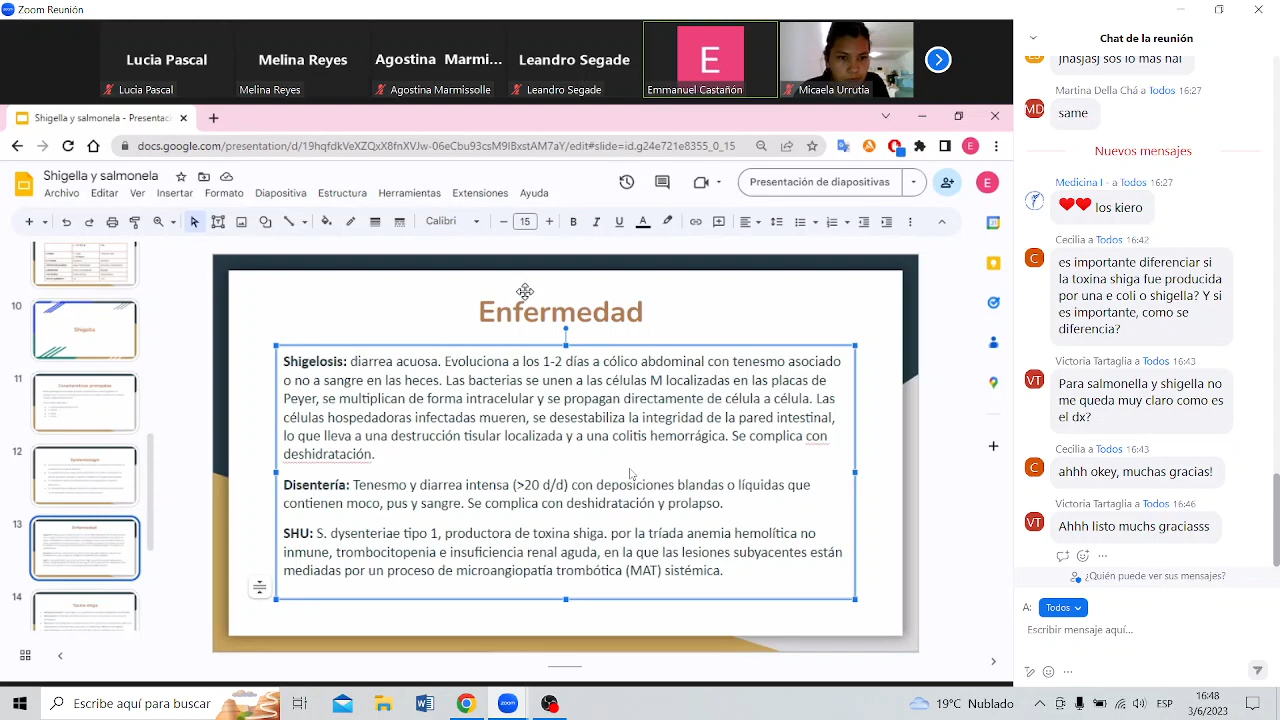 Zoom Reunión
Lucia Portal
Melina Reyes
Agostina Marmi...
Leandro Segade
E
Lucia Portal
Melina Reyes
Agostina Marmissolle
Leandro Segade
Emmanuel Castañon
Micaela Urrutia
Shigella y salmonela - Presentac
docs.google.com/presentation/d/19hqfdkVeXZQxX8fnXVJw-06eCbu93csM9IBxstAM7aY/edit#slide=id.g24e721e8355_0_15
E
Shigella y salmonela
Archivo Editar Ver Insertar Formato Diapositiva Estructura Herramientas Extensiones Ayuda
Presentación de diapositivas
E
Calibri
15
B I U A
10
Shigella
11
Características principales
12
Epidemiología
13
Enfermedad
14
Toxina shiga
Enfermedad
Shigelosis: diarrea acuosa. Evoluciona a los 1-2 días a cólico abdominal con tenesmo asociado
o no a sangre en las heces. Las bacterias se unen a las células M localizadas en las placas de
Peyer, se multiplican de forma intracelular y se propagan directamente de célula a célula. Las
células hospedadoras infectadas mueren, se desestabiliza la integridad de la pared intestinal,
lo que lleva a una destrucción tisular localizada y a una colitis hemorrágica. Se complica con
deshidratación.
Disentería: Tenesmo y diarrea intensa (>20 d/d) con deposiciones blandas o líquidas que
contienen moco, pus y sangre. Se complica con deshidratación y prolapso.
SHU: S. dysenteriae tipo 1, productora de toxina shiga. por la tríada anemia hemolítica no
inmune, trombocitopenia e insuficiencia renal aguda, en la que las lesiones subyacentes están
mediadas por un proceso de microangiopatía trombótica (MAT) sistémica.
Chat de la reunión
jhasjasj sos lo mas nai
Martina Della Chá a Todos 16:27
MD
same
Nuevos mensajes
Medicina I - a Todos 16:27
los kiero
Cecilia a Todos 16:42
C
es importante diferenciar si
la toxina shiga fue producida
por una e coli o shigella? Y si
es importante, como se
diferencia?
Victoria Tartaglia a Todos 16:43
VT
Para salmonella y shigella no
me quedo muy claro como es
el dx?
Cecilia a Todos 16:45
C
ahhh okey, muchas gracias
Victoria Tartaglia a Todos 16:45
VT
Ahhh listo muchs graciasss
¿Quién puede ver sus mensajes?
A: Todos
Escribir mensaje aquí...
Escribe aquí para buscar
W
zoom
19°C Nublado
16:48
26/6/2023